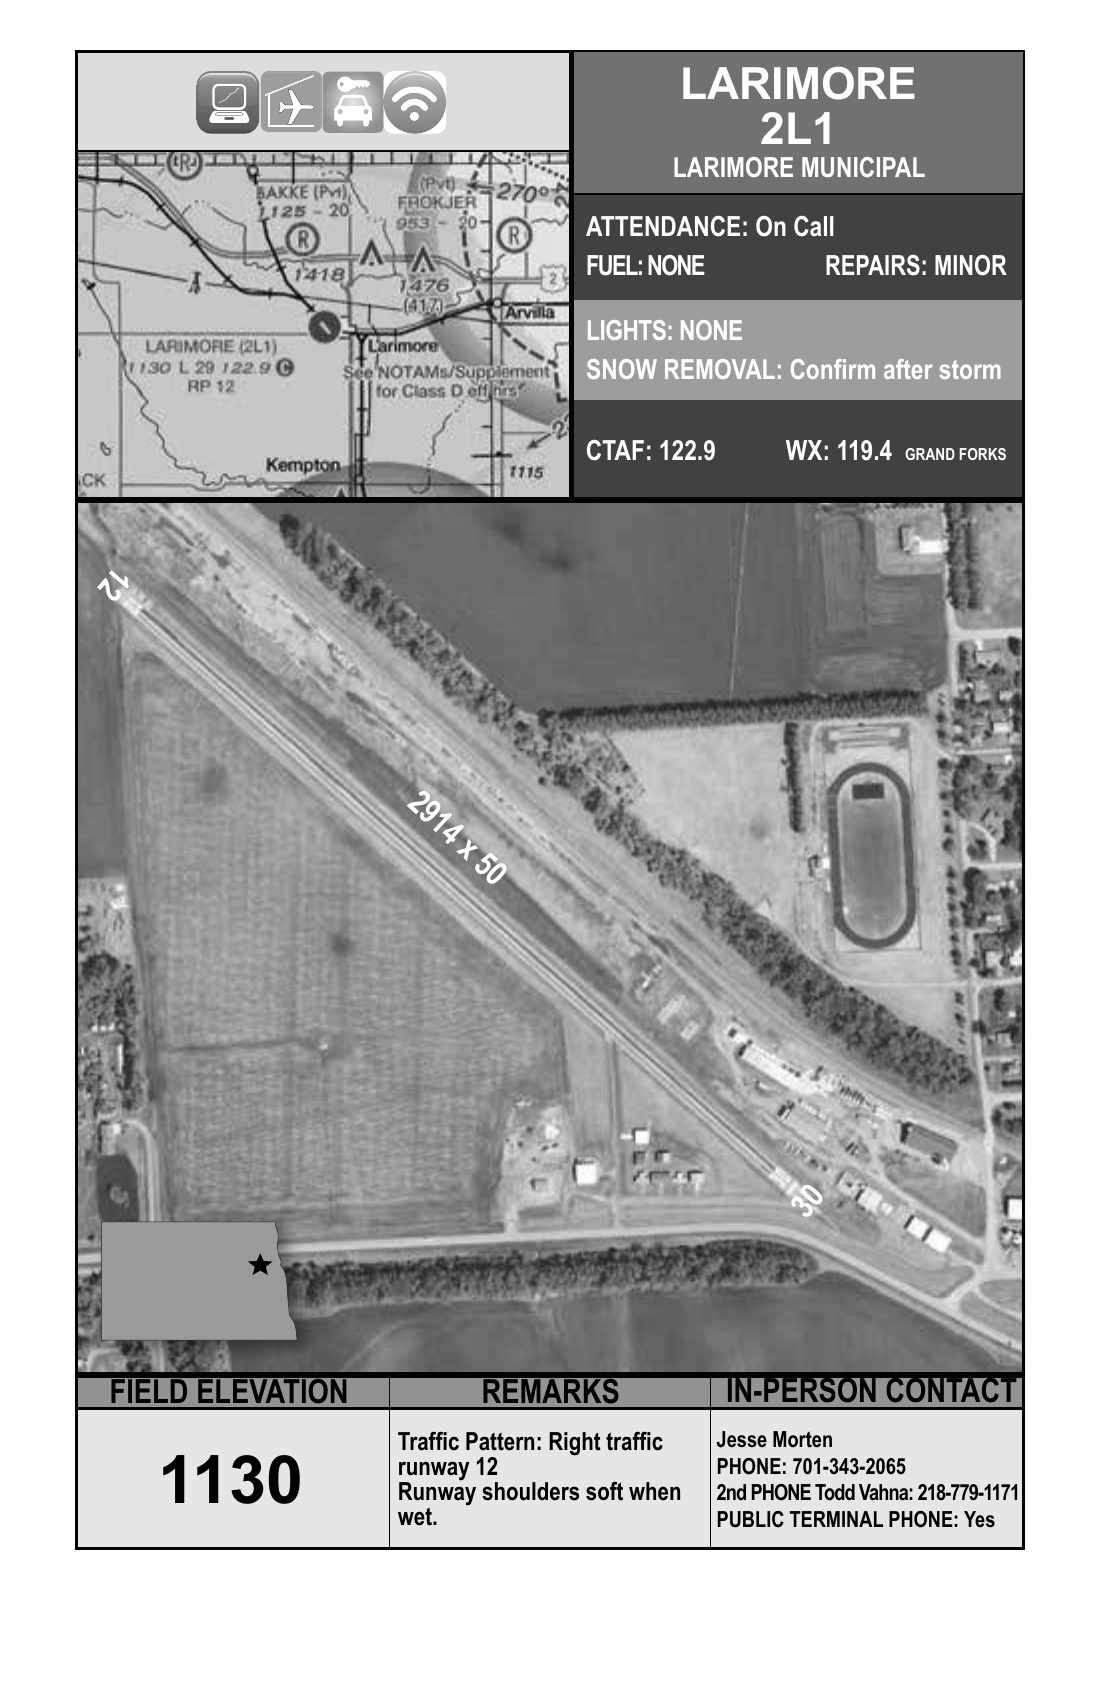 LARIMORE
2L1
LARIMORE MUNICIPAL
ATTENDANCE: On Call
FUEL: NONE REPAIRS: MINOR
LIGHTS: NONE
SNOW REMOVAL: Confirm after storm
CTAF: 122.9 WX: 119.4 GRAND FORKS
R
BAKKE (Pvt)
1125 - 20
(Pvt)
FROKJER
953 - 20
270°
R
R
1418
1476
(417)
2
Arvilla
Larimore
LARIMORE (2L1)
1130 L 29 122.9 C
RP 12
See NOTAMs/Supplement
for Class D eff hrs
Kempton
1115
CK
12
2914 x 50
30
FIELD ELEVATION
1130
REMARKS
Traffic Pattern: Right traffic
runway 12
Runway shoulders soft when
wet.
IN-PERSON CONTACT
Jesse Morten
PHONE: 701-343-2065
2nd PHONE Todd Vahna: 218-779-1171
PUBLIC TERMINAL PHONE: Yes